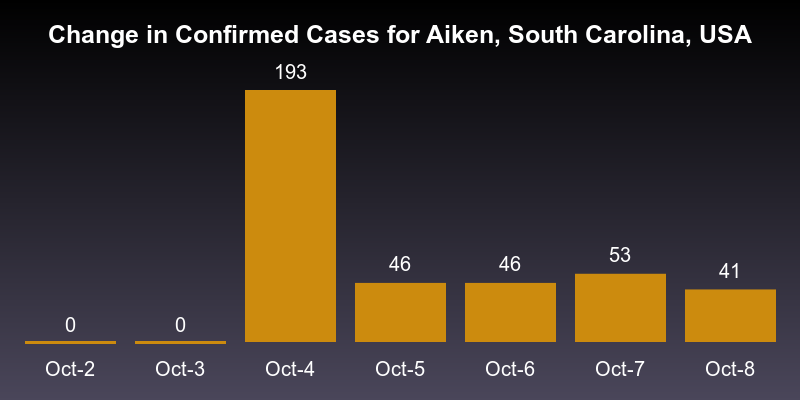 Change in Confirmed Cases for Aiken, South Carolina, USA
193
53
46 46 41
0 0
Oct-2 Oct-3 Oct-4 Oct-5 Oct-6 Oct-7 Oct-8